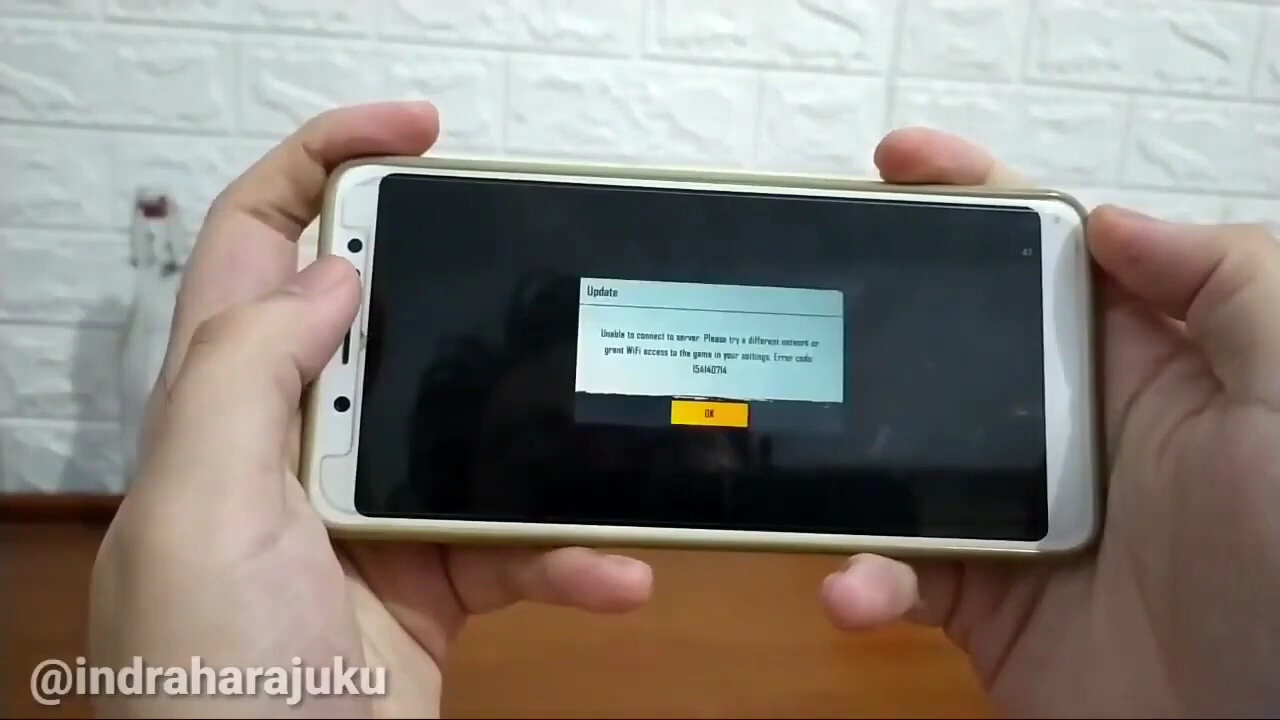 Update
Unable to connect to server. Please try a different network or
grant WiFi access to the game in your settings. Error code:
154140714
OK
@indraharajuku